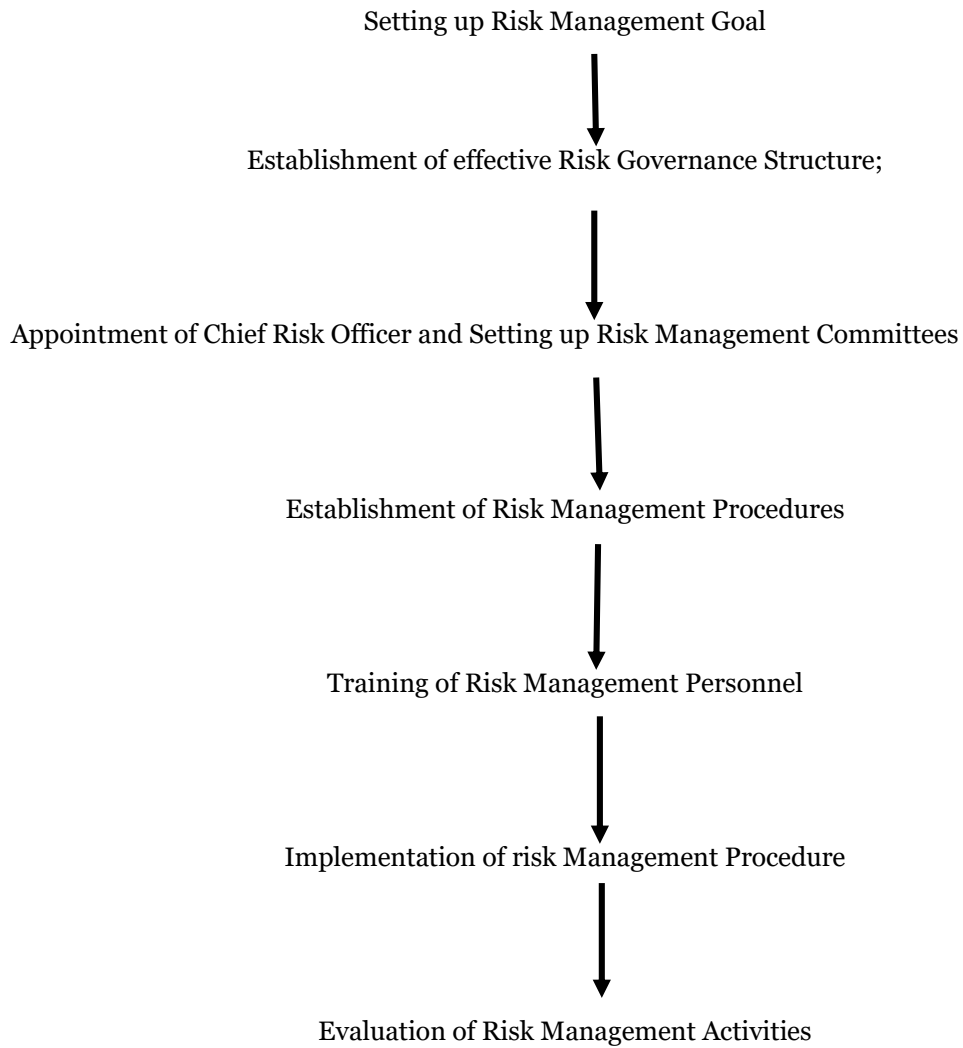 Setting up Risk Management Goal
Establishment of effective Risk Governance Structure;
Appointment of Chief Risk Officer and Setting up Risk Management Committees
Establishment of Risk Management Procedures
Training of Risk Management Personnel
Implementation of risk Management Procedure
Evaluation of Risk Management Activities